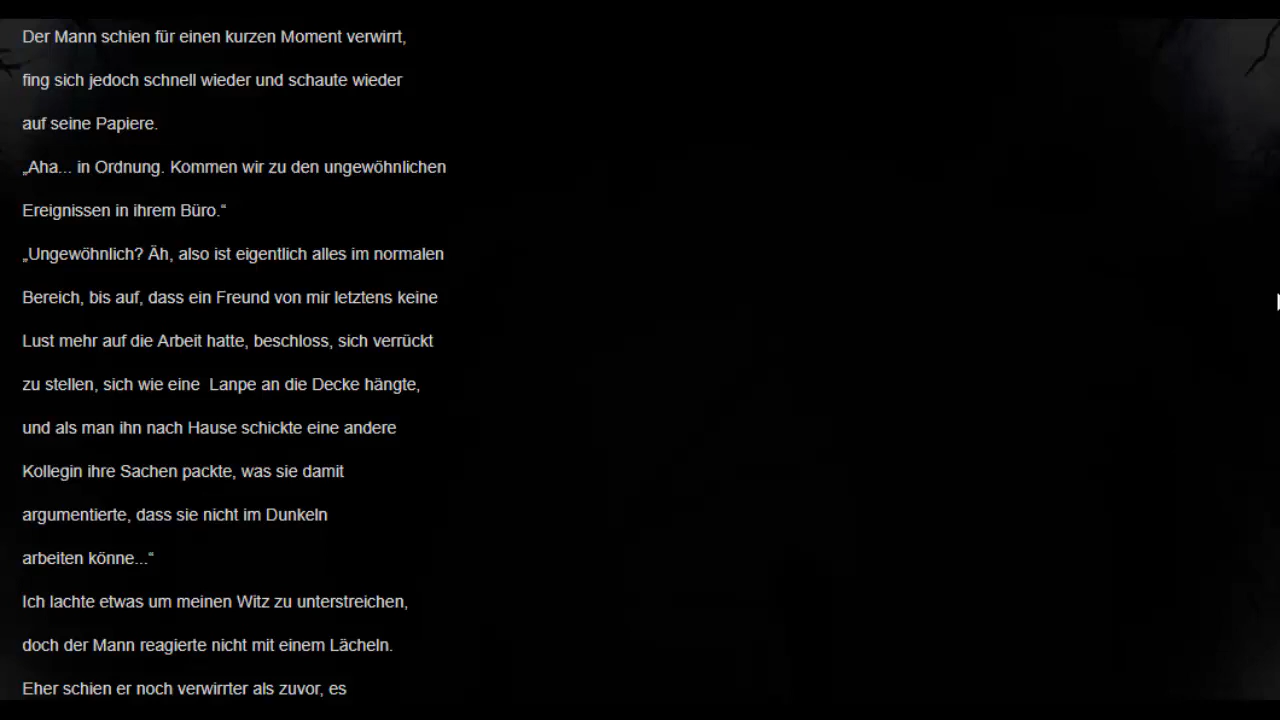 Der Mann schien für einen kurzen Moment verwirrt,
fing sich jedoch schnell wieder und schaute wieder
auf seine Papiere.
„Aha... in Ordnung. Kommen wir zu den ungewöhnlichen
Ereignissen in ihrem Büro.“
„Ungewöhnlich? Äh, also ist eigentlich alles im normalen
Bereich, bis auf, dass ein Freund von mir letztens keine
Lust mehr auf die Arbeit hatte, beschloss, sich verrückt
zu stellen, sich wie eine  Lanpe an die Decke hängte,
und als man ihn nach Hause schickte eine andere
Kollegin ihre Sachen packte, was sie damit
argumentierte, dass sie nicht im Dunkeln
arbeiten könne...“
Ich lachte etwas um meinen Witz zu unterstreichen,
doch der Mann reagierte nicht mit einem Lächeln.
Eher schien er noch verwirrter als zuvor, es